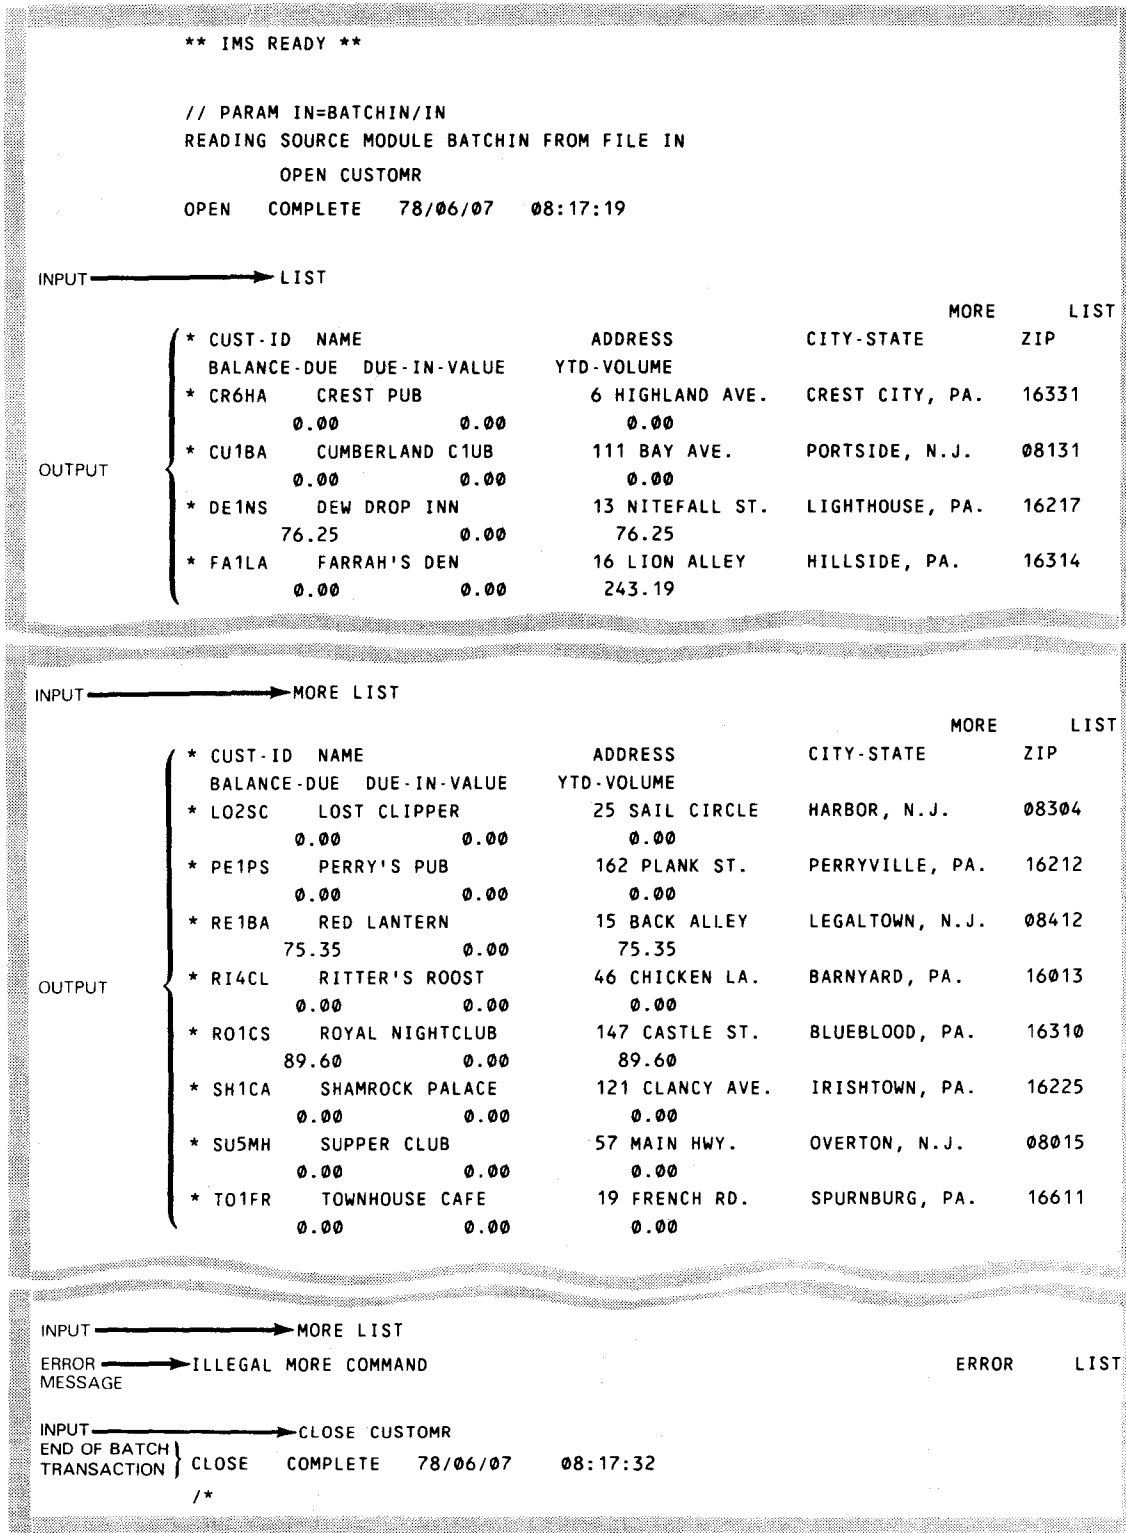 ** IMS READY **
// PARAM IN=BATCHIN/IN
READING SOURCE MODULE BATCHIN FROM FILE IN
OPEN CUSTOMR
OPEN COMPLETE 78/06/07 08:17:19
INPUT LIST
MORE LIST
* CUST-ID NAME ADDRESS CITY-STATE ZIP
BALANCE-DUE DUE-IN-VALUE YTD-VOLUME
* CR6HA CREST PUB 6 HIGHLAND AVE. CREST CITY, PA. 16331
0.00 0.00 0.00
* CU1BA CUMBERLAND C1UB 111 BAY AVE. PORTSIDE, N.J. 08131
OUTPUT
0.00 0.00 0.00
* DE1NS DEW DROP INN 13 NITEFALL ST. LIGHTHOUSE, PA. 16217
76.25 0.00 76.25
* FA1LA FARRAH'S DEN 16 LION ALLEY HILLSIDE, PA. 16314
0.00 0.00 243.19
INPUT MORE LIST
MORE LIST
* CUST-ID NAME ADDRESS CITY-STATE ZIP
BALANCE-DUE DUE-IN-VALUE YTD-VOLUME
* LO2SC LOST CLIPPER 25 SAIL CIRCLE HARBOR, N.J. 08304
0.00 0.00 0.00
* PE1PS PERRY'S PUB 162 PLANK ST. PERRYVILLE, PA. 16212
0.00 0.00 0.00
* RE1BA RED LANTERN 15 BACK ALLEY LEGALTOWN, N.J. 08412
75.35 0.00 75.35
* RI4CL RITTER'S ROOST 46 CHICKEN LA. BARNYARD, PA. 16013
OUTPUT
0.00 0.00 0.00
* RO1CS ROYAL NIGHTCLUB 147 CASTLE ST. BLUEBLOOD, PA. 16310
89.60 0.00 89.60
* SH1CA SHAMROCK PALACE 121 CLANCY AVE. IRISHTOWN, PA. 16225
0.00 0.00 0.00
* SU5MH SUPPER CLUB 57 MAIN HWY. OVERTON, N.J. 08015
0.00 0.00 0.00
* TO1FR TOWNHOUSE CAFE 19 FRENCH RD. SPURNBURG, PA. 16611
0.00 0.00 0.00
INPUT MORE LIST
ERROR MESSAGE ILLEGAL MORE COMMAND ERROR LIST
INPUT CLOSE CUSTOMR
END OF BATCH
TRANSACTION CLOSE COMPLETE 78/06/07 08:17:32
/*